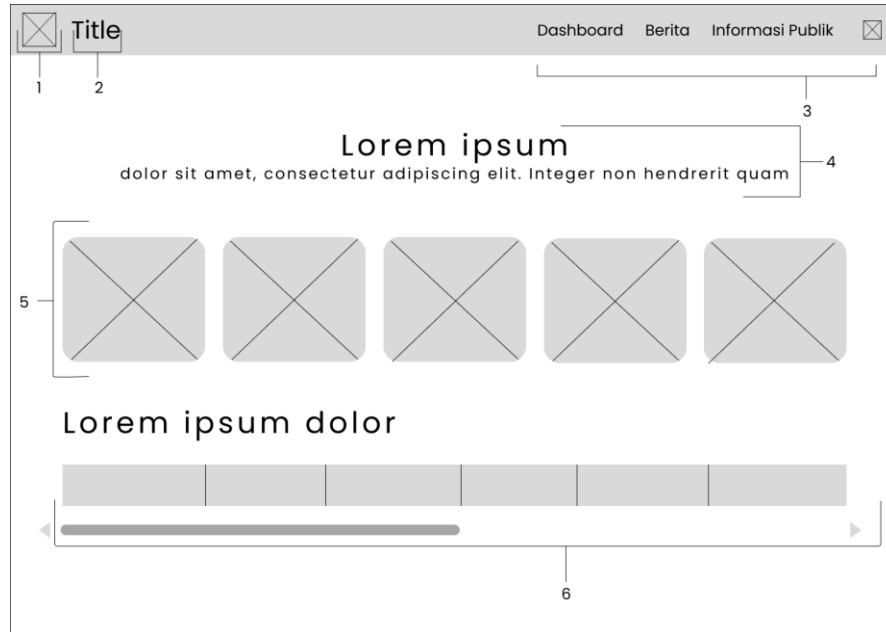 Title
Dashboard Berita Informasi Publik
1
2
3
Lorem ipsum
dolor sit amet, consectetur adipiscing elit. Integer non hendrerit quam
4
5
Lorem ipsum dolor
6